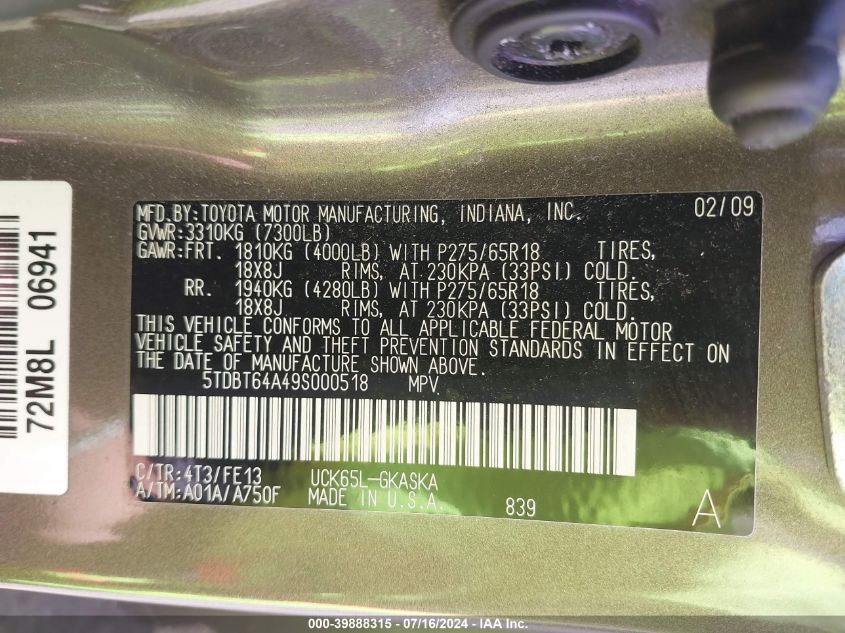 MFD.BY:TOYOTA MOTOR MANUFACTURING, INDIANA, INC. 02/09
GVWR:3310KG (7300LB)
GAWR:FRT. 1810KG (4000LB) WITH P275/65R18 TIRES,
18X8J RIMS, AT 230KPA (33PSI) COLD.
RR. 1940KG (4280LB) WITH P275/65R18 TIRES,
18X8J RIMS, AT 230KPA (33PSI) COLD.
THIS VEHICLE CONFORMS TO ALL APPLICABLE FEDERAL MOTOR
VEHICLE SAFETY AND THEFT PREVENTION STANDARDS IN EFFECT ON
THE DATE OF MANUFACTURE SHOWN ABOVE.
5TDBT64A49S000518 MPV
C/TR:4T3/FE13 UCK65L-GKASKA
A/TM:A01A/A750F MADE IN U.S.A.
839 A
72M8L 06941
000-39888315 - 07/16/2024 - IAAI Inc.